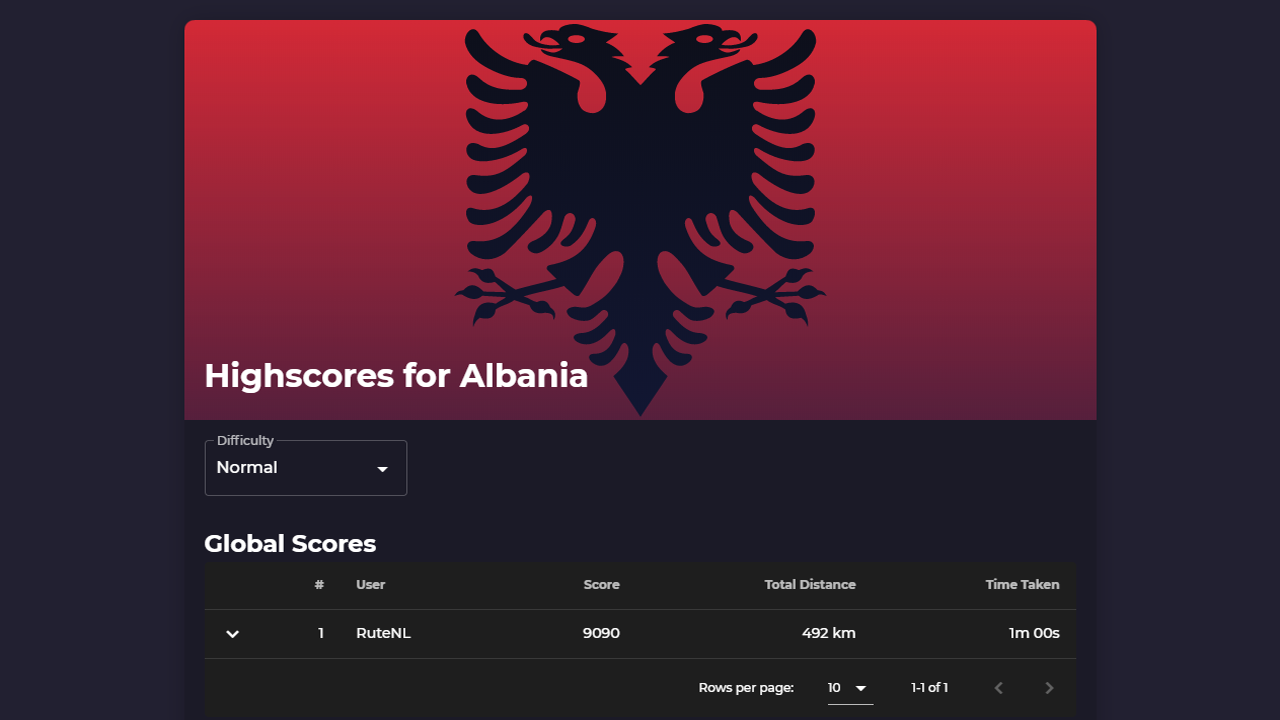 Highscores for Albania
Difficulty
Normal
Global Scores
# User Score Total Distance Time Taken
1 RuteNL 9090 492 km 1m 00s
Rows per page: 10 1-1 of 1